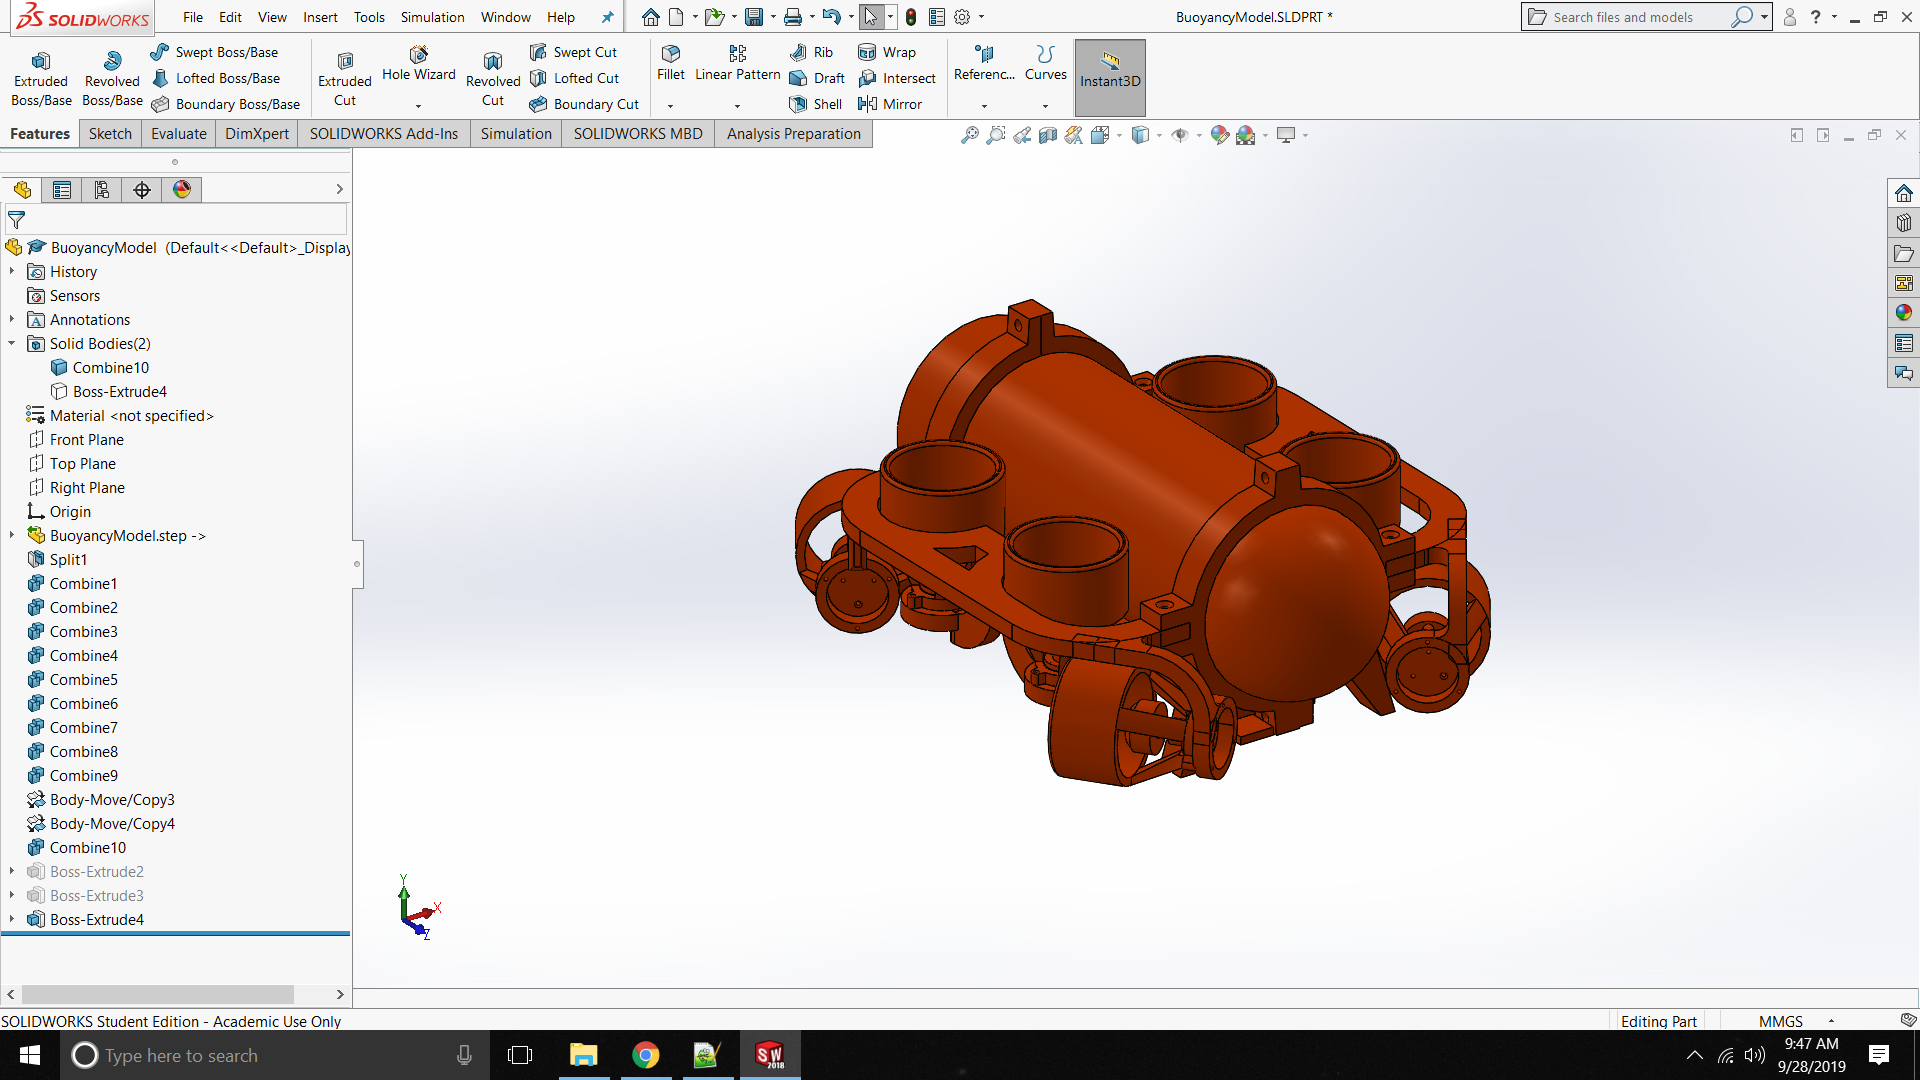 SOLIDWORKS File Edit View Insert Tools Simulation Window Help BuoyancyModel.SLDPRT * Search files and models ?
Extruded Boss/Base
Revolved Boss/Base
Swept Boss/Base
Lofted Boss/Base
Boundary Boss/Base
Extruded Cut
Hole Wizard
Revolved Cut
Swept Cut
Lofted Cut
Boundary Cut
Fillet
Linear Pattern
Rib
Draft
Shell
Wrap
Intersect
Mirror
Referenc...
Curves
Instant3D
Features Sketch Evaluate DimXpert SOLIDWORKS Add-Ins Simulation SOLIDWORKS MBD Analysis Preparation
BuoyancyModel (Default<<Default>_Display
History
Sensors
Annotations
Solid Bodies(2)
Combine10
Boss-Extrude4
Material <not specified>
Front Plane
Top Plane
Right Plane
Origin
BuoyancyModel.step ->
Split1
Combine1
Combine2
Combine3
Combine4
Combine5
Combine6
Combine7
Combine8
Combine9
Body-Move/Copy3
Body-Move/Copy4
Combine10
Boss-Extrude2
Boss-Extrude3
Boss-Extrude4
Y
X
Z
SOLIDWORKS Student Edition - Academic Use Only Editing Part MMGS
Type here to search
SW 2018
9:47 AM
9/28/2019